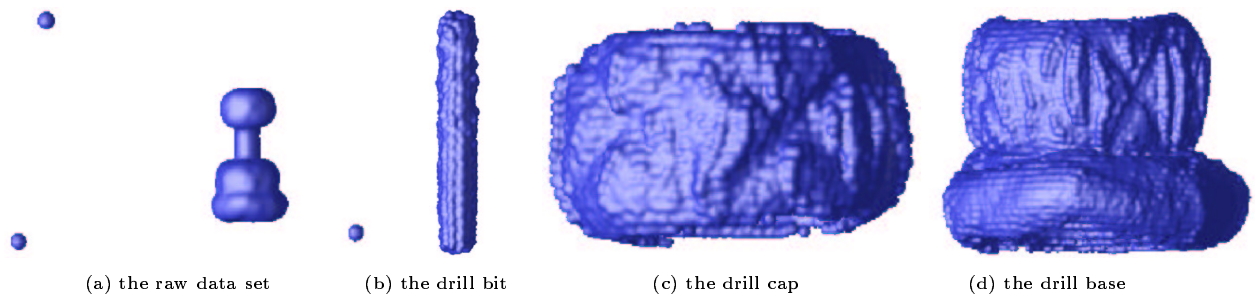 (a) the raw data set
(b) the drill bit
(c) the drill cap
(d) the drill base